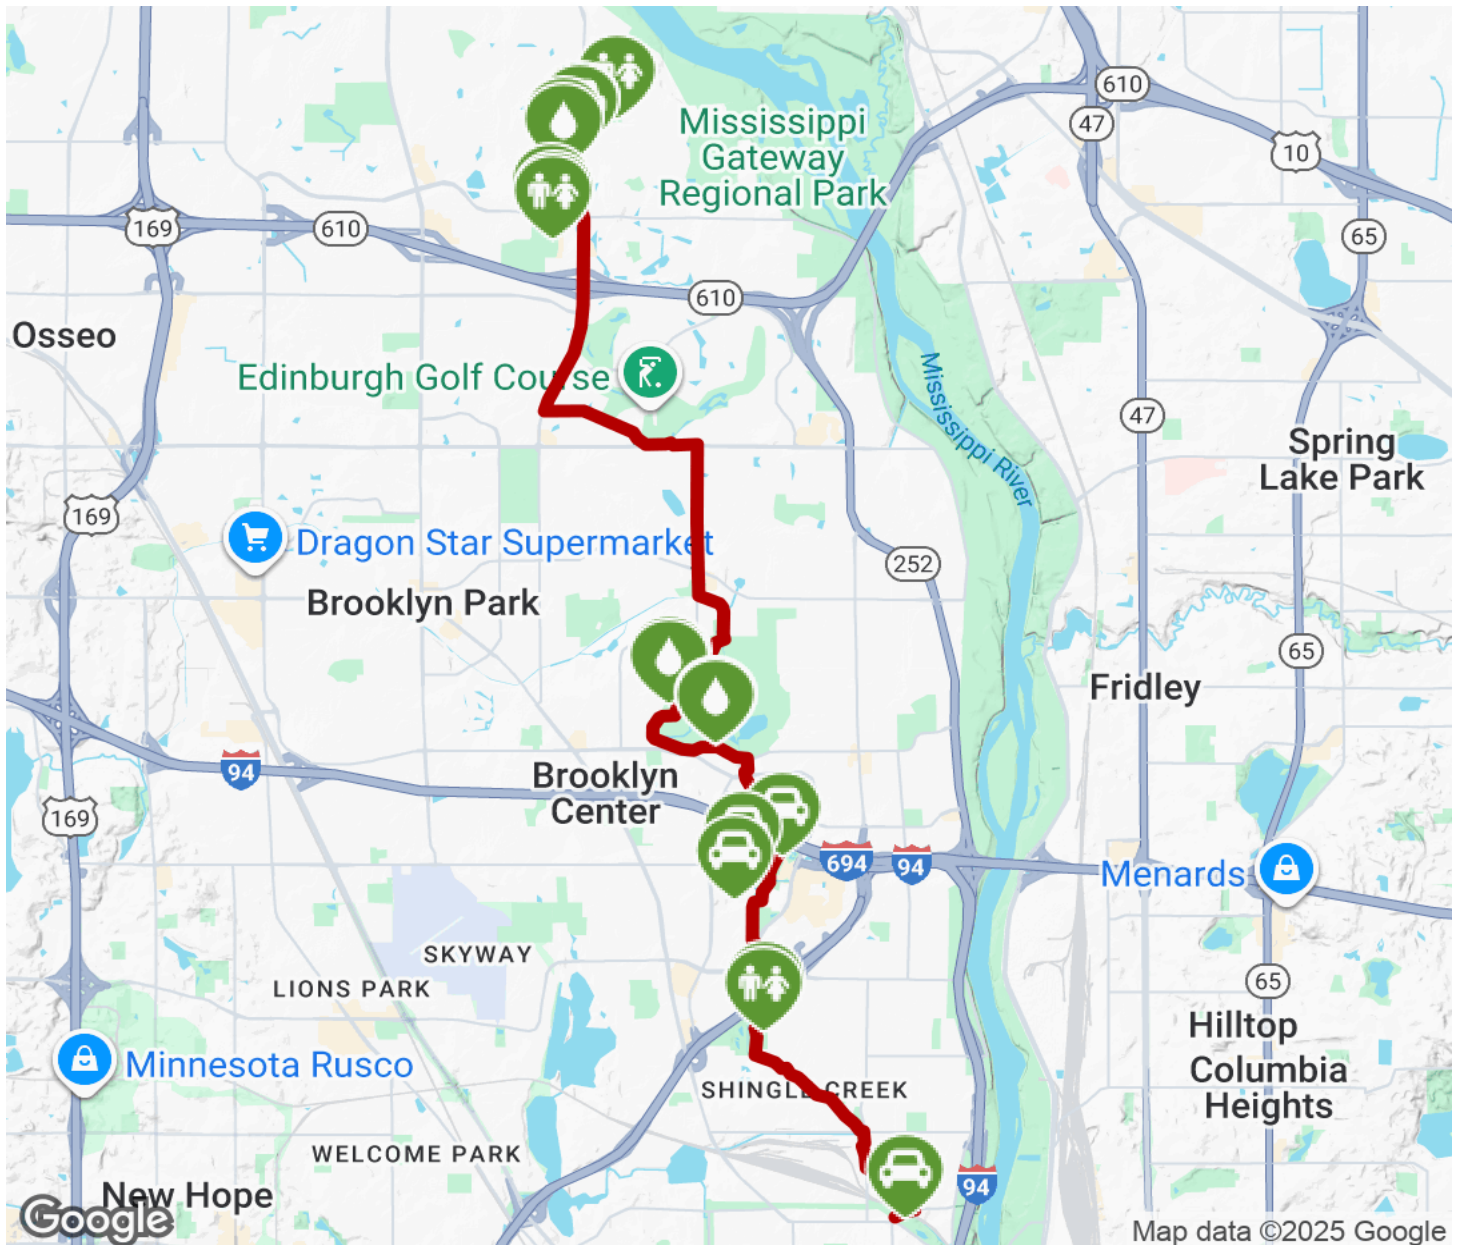 610
47
Mississippi
Gateway
Regional Park
10
169
610
65
610
Osseo
Edinburgh Golf Course
Mississippi River
47
Spring
Lake Park
169
Dragon Star Supermarket
252
Brooklyn Park
65
Fridley
94
Brooklyn
Center
169
694
94
Menards
SKYWAY
LIONS PARK
65
Hilltop
Minnesota Rusco
Columbia
Heights
SHINGLE CREEK
WELCOME PARK
94
New Hope
Google
Map data ©2025 Google